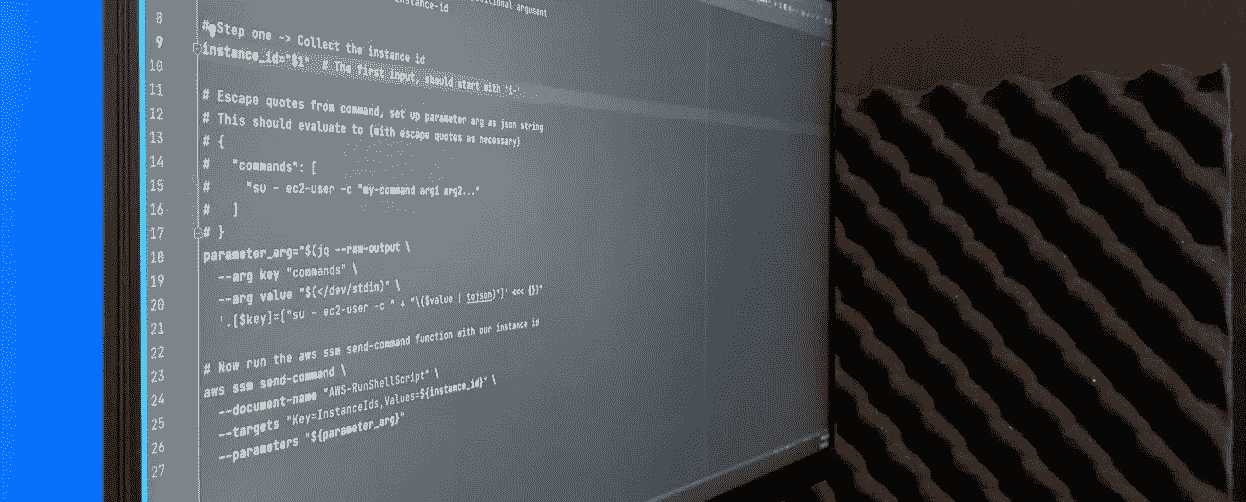 8
9 # Step one -> Collect the instance id
10 instance_id="$1" # The first input, should start with 'i-'
11
12 # Escape quotes from command, set up parameter arg as json string
13 # This should evaluate to (with escape quotes as necessary)
14 # {
15 # "commands": [
16 # "su - ec2-user -c "my-command arg1 arg2..."
17 # ]
18 # }
19 parameter_arg="$(jq --raw-output \
20 --arg key "commands" \
21 --arg value "$(</dev/stdin)" \
22 '.[$key]=["su - ec2-user -c " + "\($value | tojson)"]' <<< {})"
23 # Now run the aws ssm send-command function with our instance id
24 aws ssm send-command \
25 --document-name "AWS-RunShellScript" \
26 --targets "Key=InstanceIds,Values=${instance_id}" \
27 --parameters "${parameter_arg}"